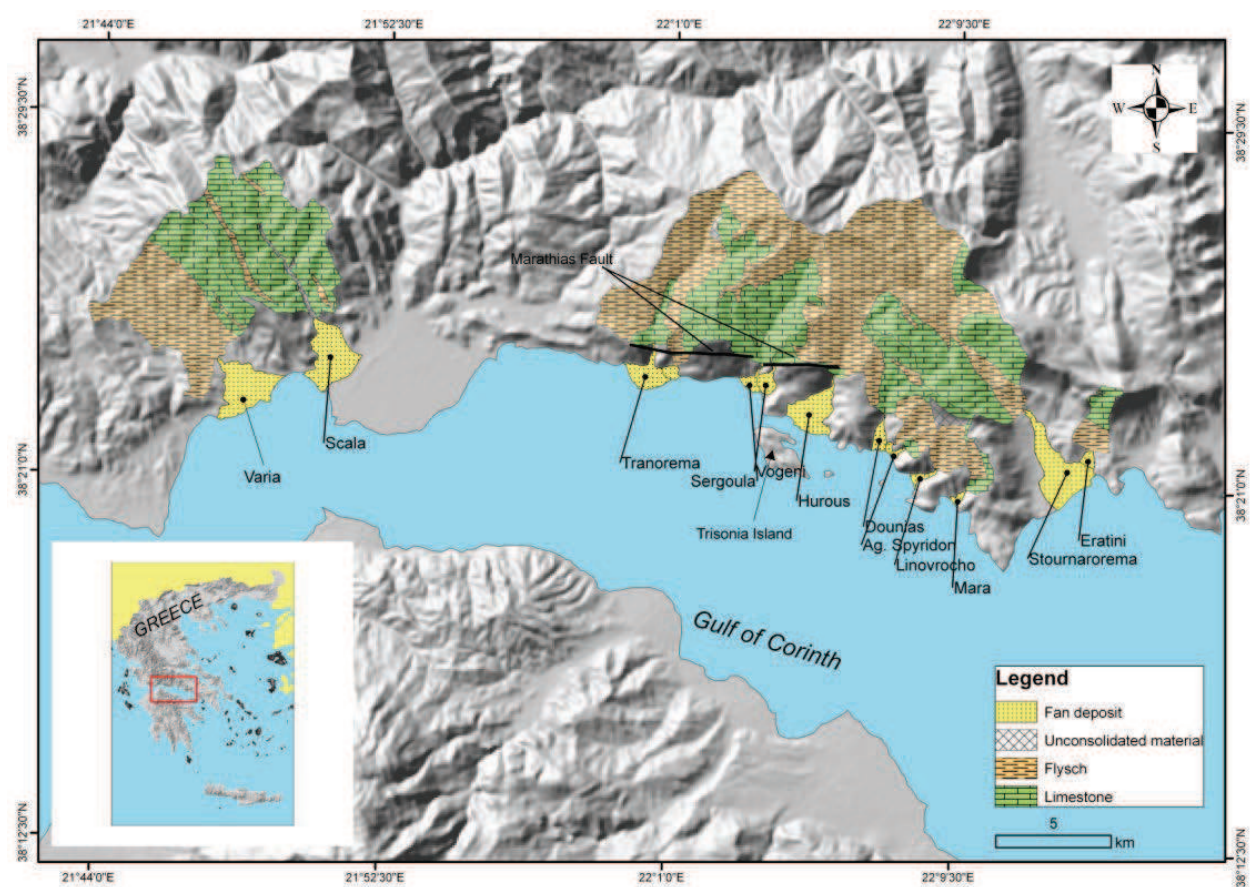 21°44'0"E
21°52'30"E
22°1'0"E
22°9'30"E
38°29'30"N
38°29'30"N
N
W E
S
Marathias Fault
Scala
Varia
Tranorema
Sergoula
Vogeni
Hurous
Trisonia Island
Dounias
Ag. Spyridon
Linovrocho
Mara
Eratini
Stournarorema
38°21'0"N
38°21'0"N
GREECE
Gulf of Corinth
Legend
Fan deposit
Unconsolidated material
Flysch
Limestone
5
km
38°12'30"N
38°12'30"N
21°44'0"E
21°52'30"E
22°1'0"E
22°9'30"E